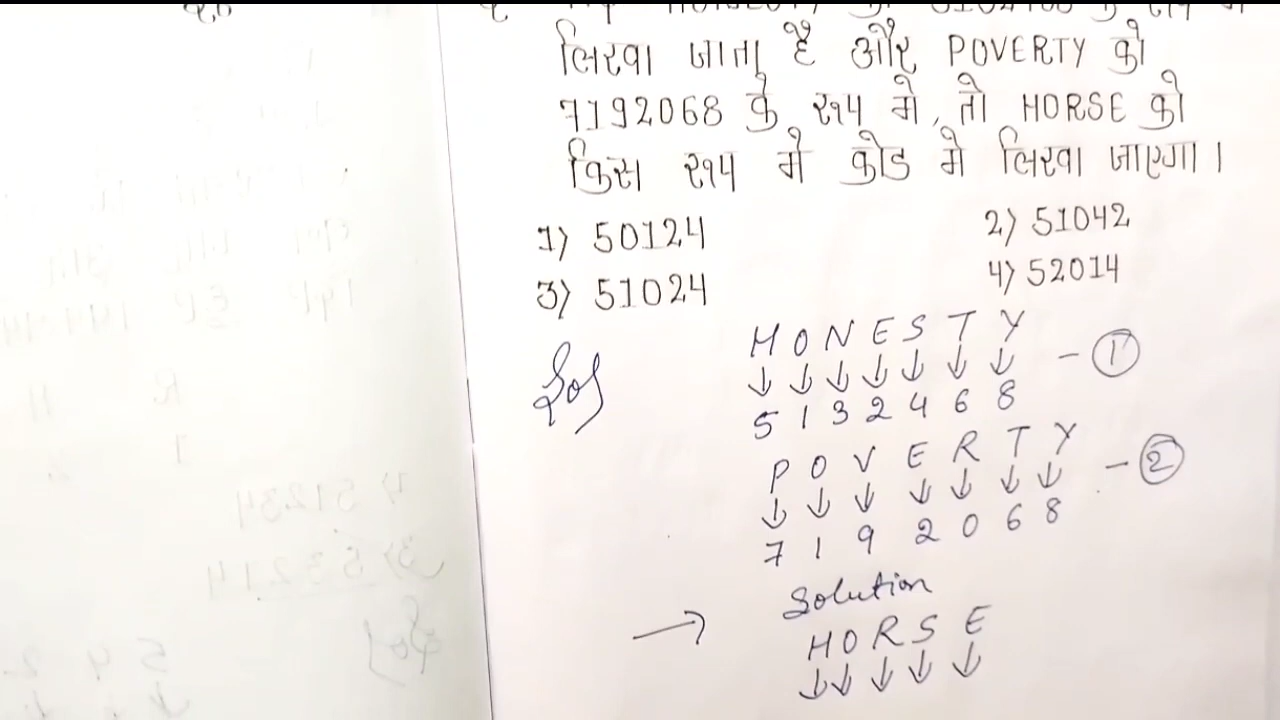 लिखा जाता है और POVERTY को
7192068 के रूप मे, तो HORSE को
किस रूप मे कोड मे लिखा जाएगा।
1) 50124 2) 51042
3) 51024 4) 52014
Sol
H O N E S T Y
↓ ↓ ↓ ↓ ↓ ↓ ↓ - ①
5 1 3 2 4 6 8
P O V E R T Y
↓ ↓ ↓ ↓ ↓ ↓ ↓ - ②
7 1 9 2 0 6 8
Solution
→ H O R S E
↓ ↓ ↓ ↓ ↓